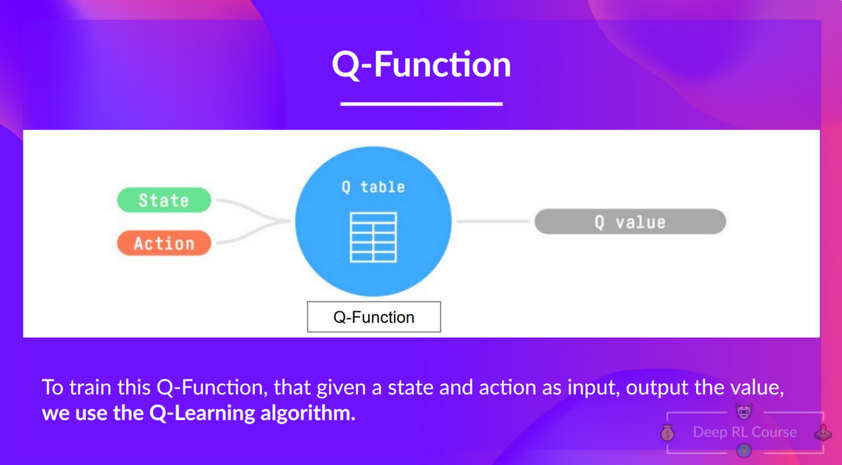 Q-Function
Q table
State
Action
Q value
Q-Function
To train this Q-Function, that given a state and action as input, output the value,
we use the Q-Learning algorithm.
Deep RL Course